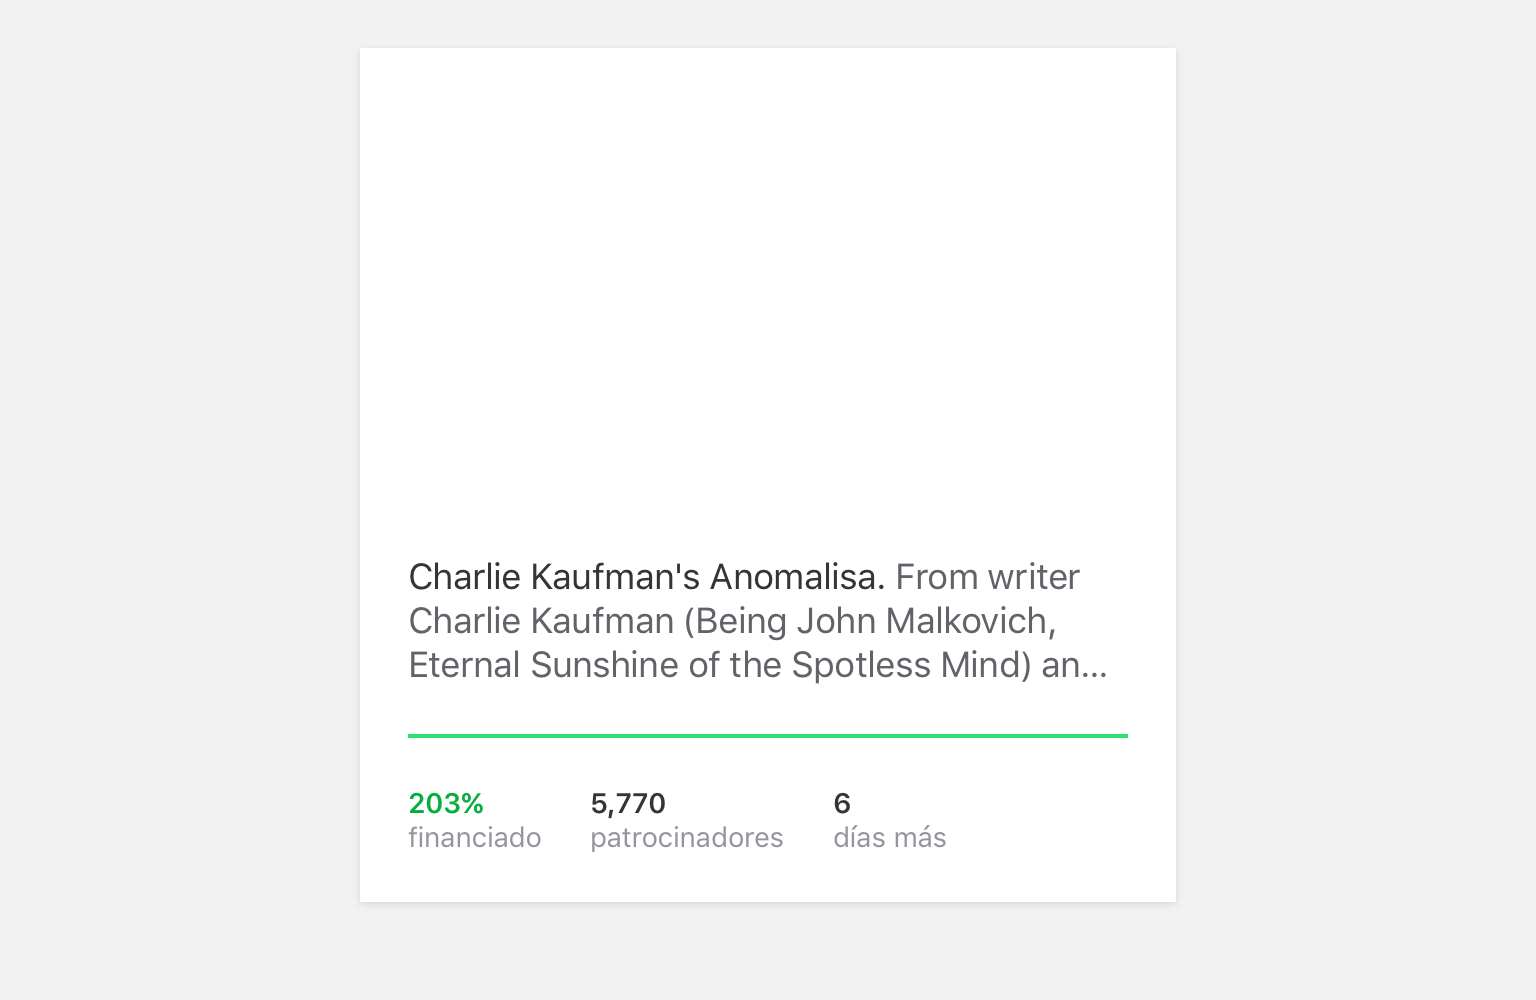 Charlie Kaufman's Anomalisa. From writer
Charlie Kaufman (Being John Malkovich,
Eternal Sunshine of the Spotless Mind) an…
203%
financiado
5,770
patrocinadores
6
días más